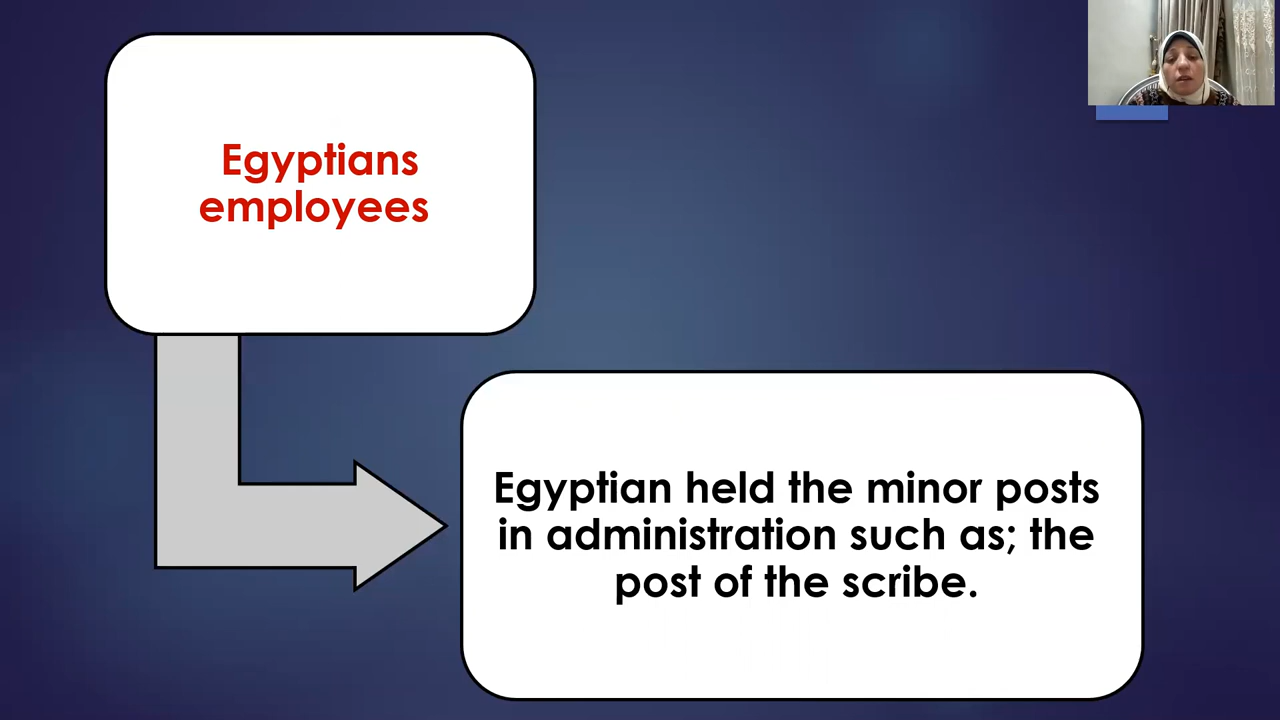 Egyptians
employees
Egyptian held the minor posts
in administration such as; the
post of the scribe.